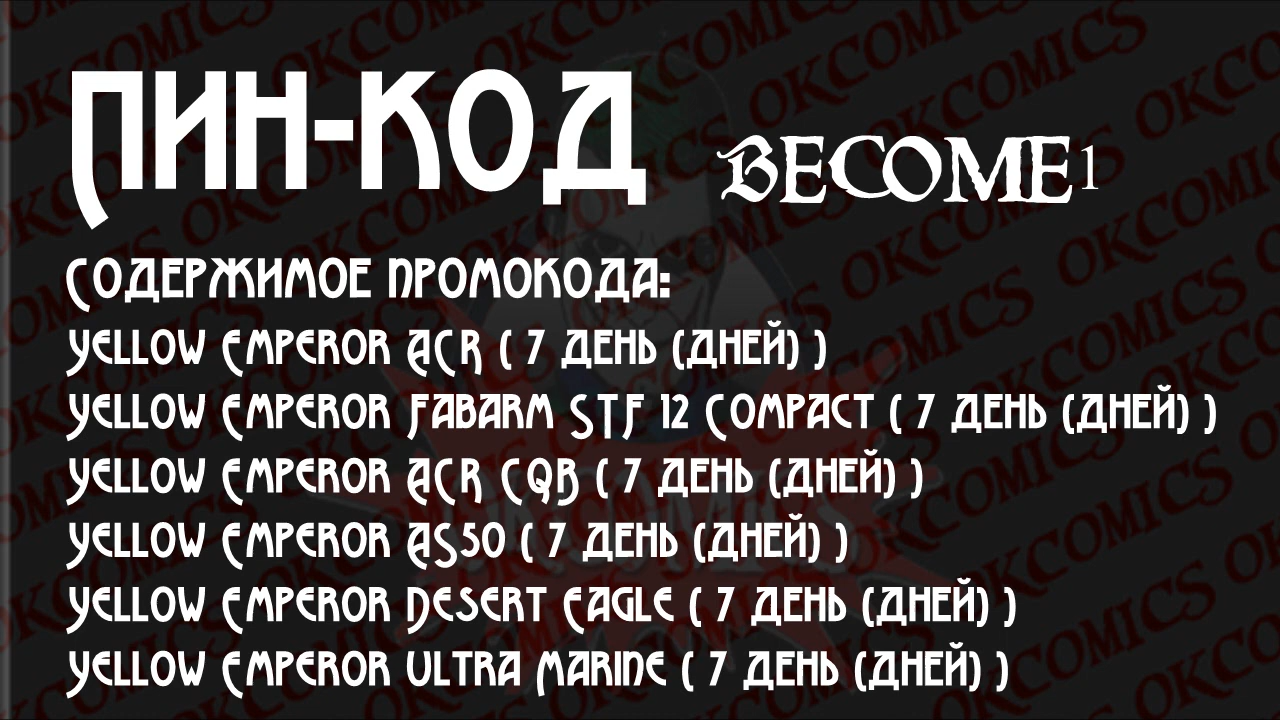 ПИН-КОД BECOME1
СОДЕРЖИМОЕ ПРОМОКОДА:
YELLOW EMPEROR ACR ( 7 ДЕНЬ (ДНЕЙ) )
YELLOW EMPEROR FABARM STF 12 COMPACT ( 7 ДЕНЬ (ДНЕЙ) )
YELLOW EMPEROR ACR CQB ( 7 ДЕНЬ (ДНЕЙ) )
YELLOW EMPEROR AS50 ( 7 ДЕНЬ (ДНЕЙ) )
YELLOW EMPEROR DESERT EAGLE ( 7 ДЕНЬ (ДНЕЙ) )
YELLOW EMPEROR ULTRA MARINE ( 7 ДЕНЬ (ДНЕЙ) )
OKCOMICS